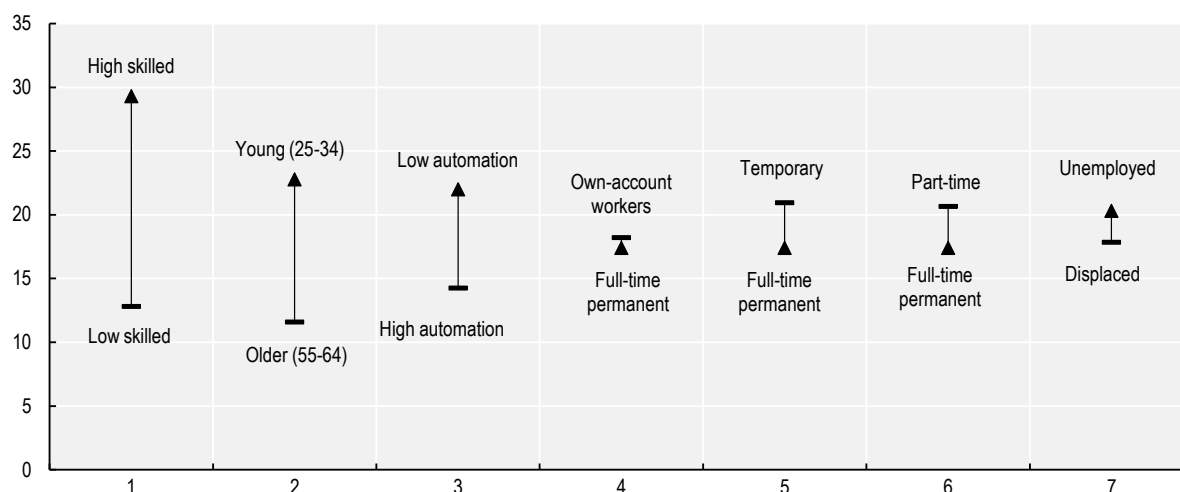 35
30
25
20
15
10
5
0
High skilled
Low skilled
Young (25-34)
Older (55-64)
Low automation
High automation
Own-account
workers
Full-time
permanent
Temporary
Full-time
permanent
Part-time
Full-time
permanent
Unemployed
Displaced
1
2
3
4
5
6
7